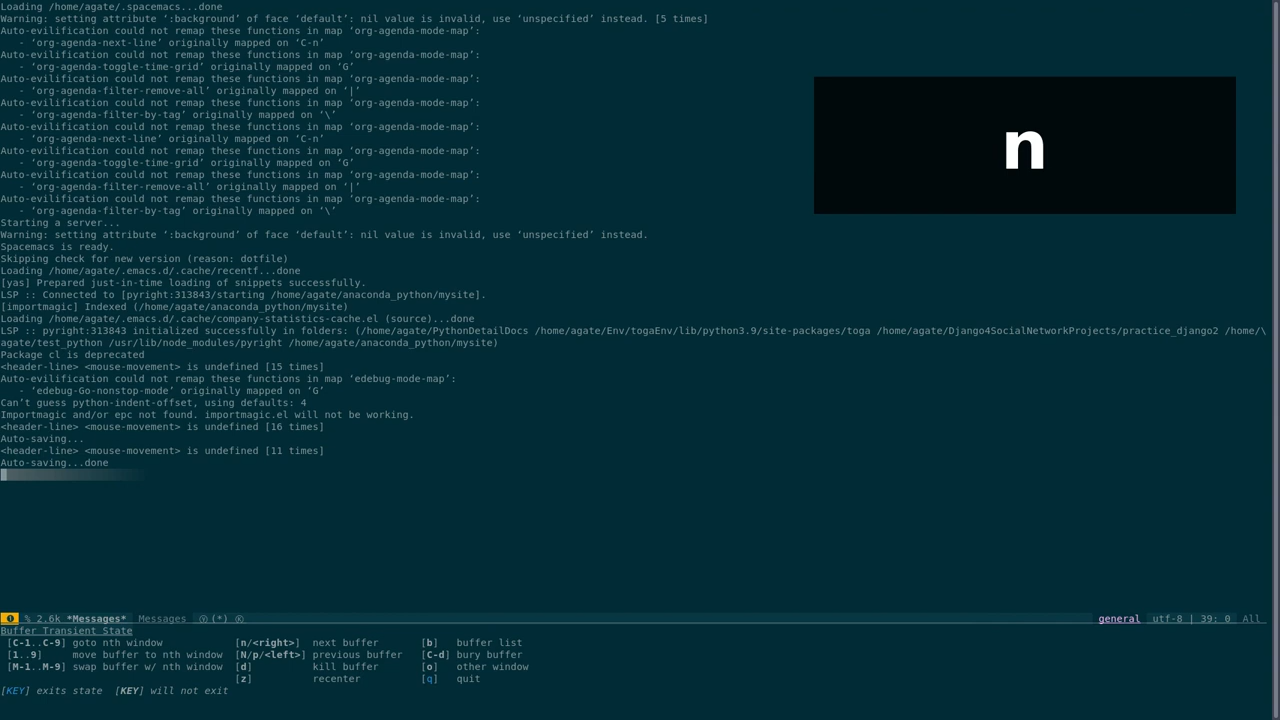 Loading /home/agate/.spacemacs...done
Warning: setting attribute ‘:background’ of face ‘default’: nil value is invalid, use ‘unspecified’ instead. [5 times]
Auto-evilification could not remap these functions in map ‘org-agenda-mode-map’:
   - ‘org-agenda-next-line’ originally mapped on ‘C-n’
Auto-evilification could not remap these functions in map ‘org-agenda-mode-map’:
   - ‘org-agenda-toggle-time-grid’ originally mapped on ‘G’
Auto-evilification could not remap these functions in map ‘org-agenda-mode-map’:
   - ‘org-agenda-filter-remove-all’ originally mapped on ‘|’
Auto-evilification could not remap these functions in map ‘org-agenda-mode-map’:
   - ‘org-agenda-filter-by-tag’ originally mapped on ‘\’
Auto-evilification could not remap these functions in map ‘org-agenda-mode-map’:
   - ‘org-agenda-next-line’ originally mapped on ‘C-n’
Auto-evilification could not remap these functions in map ‘org-agenda-mode-map’:
   - ‘org-agenda-toggle-time-grid’ originally mapped on ‘G’
Auto-evilification could not remap these functions in map ‘org-agenda-mode-map’:
   - ‘org-agenda-filter-remove-all’ originally mapped on ‘|’
Auto-evilification could not remap these functions in map ‘org-agenda-mode-map’:
   - ‘org-agenda-filter-by-tag’ originally mapped on ‘\’
n
Starting a server...
Warning: setting attribute ‘:background’ of face ‘default’: nil value is invalid, use ‘unspecified’ instead.
Spacemacs is ready.
Skipping check for new version (reason: dotfile)
Loading /home/agate/.emacs.d/.cache/recentf...done
[yas] Prepared just-in-time loading of snippets successfully.
LSP :: Connected to [pyright:313843/starting /home/agate/anaconda_python/mysite].
[importmagic] Indexed (/home/agate/anaconda_python/mysite)
Loading /home/agate/.emacs.d/.cache/company-statistics-cache.el (source)...done
LSP :: pyright:313843 initialized successfully in folders: (/home/agate/PythonDetailDocs /home/agate/Env/togaEnv/lib/python3.9/site-packages/toga /home/agate/Django4SocialNetworkProjects/practice_django2 /home/\
agate/test_python /usr/lib/node_modules/pyright /home/agate/anaconda_python/mysite)
Package cl is deprecated
<header-line> <mouse-movement> is undefined [15 times]
Auto-evilification could not remap these functions in map ‘edebug-mode-map’:
   - ‘edebug-Go-nonstop-mode’ originally mapped on ‘G’
Can’t guess python-indent-offset, using defaults: 4
Importmagic and/or epc not found. importmagic.el will not be working.
<header-line> <mouse-movement> is undefined [16 times]
Auto-saving...
<header-line> <mouse-movement> is undefined [11 times]
Auto-saving...done
❶ % 2.6k *Messages* Messages ⓨ(*) Ⓚ general utf-8 | 39: 0 All
Buffer Transient State
[C-1..C-9] goto nth window [n/<right>] next buffer [b] buffer list
[1..9] move buffer to nth window [N/p/<left>] previous buffer [C-d] bury buffer
[M-1..M-9] swap buffer w/ nth window [d] kill buffer [o] other window
[z] recenter [q] quit
[KEY] exits state [KEY] will not exit